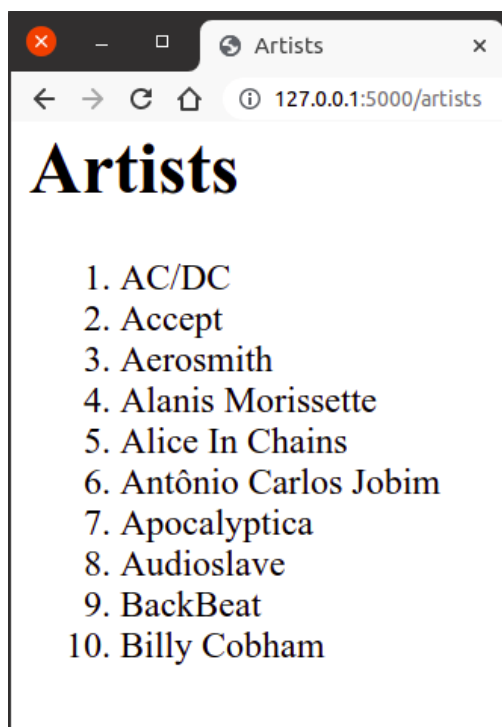 Artists
127.0.0.1:5000/artists
Artists
1. AC/DC
2. Accept
3. Aerosmith
4. Alanis Morissette
5. Alice In Chains
6. Antônio Carlos Jobim
7. Apocalyptica
8. Audioslave
9. BackBeat
10. Billy Cobham